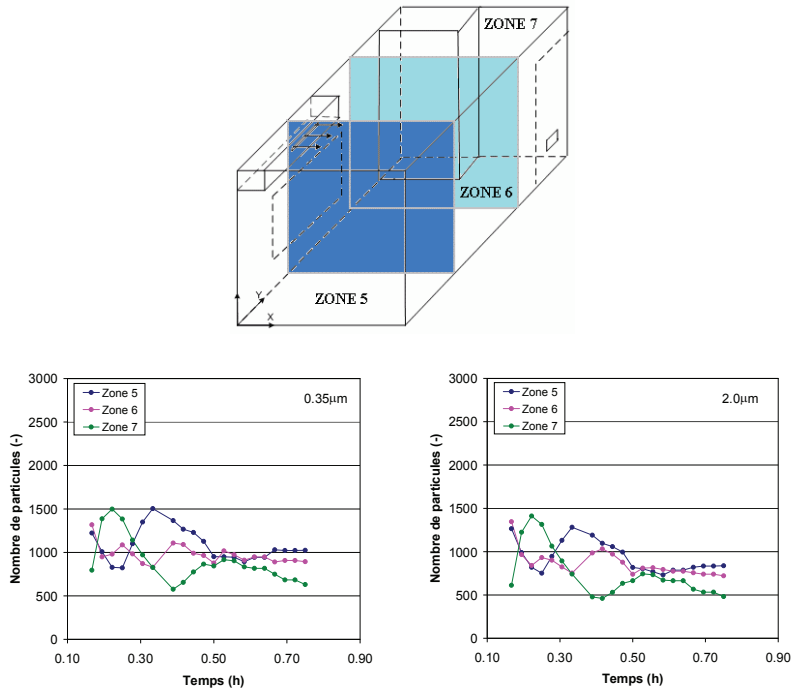 ZONE 7
ZONE 6
ZONE 5
Y
X
3000
2500
2000
1500
1000
500
0
Nombre de particules (-)
Zone 5
Zone 6
Zone 7
0.35µm
0.10
0.30
0.50
0.70
0.90
Temps (h)
3000
2500
2000
1500
1000
500
0
Nombre de particules (-)
Zone 5
Zone 6
Zone 7
2.0µm
0.10
0.30
0.50
0.70
0.90
Temps (h)